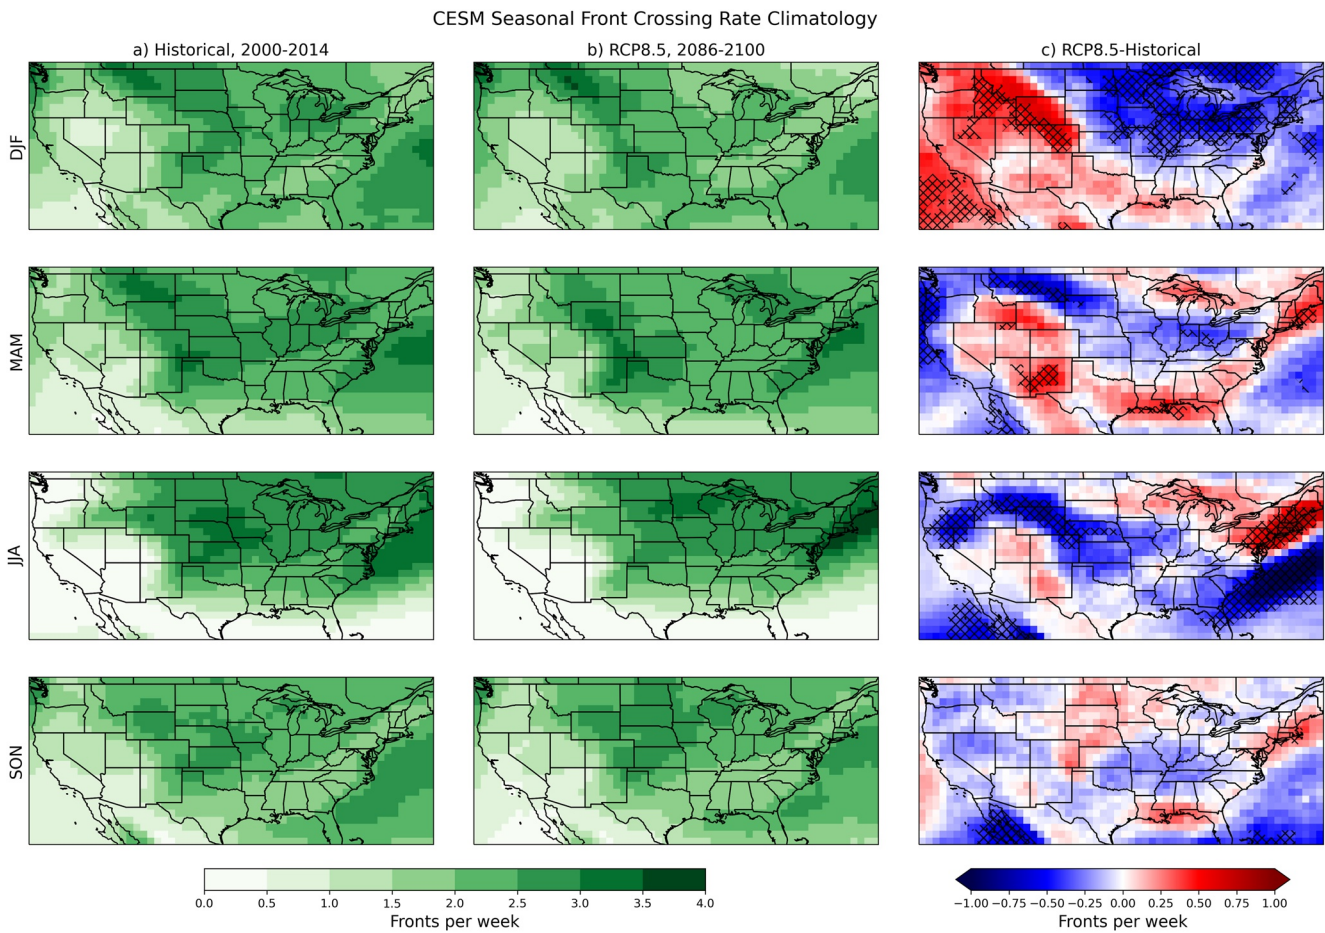 CESM Seasonal Front Crossing Rate Climatology
a) Historical, 2000-2014
b) RCP8.5, 2086-2100
c) RCP8.5-Historical
DJF
MAM
JJA
SON
0.0 0.5 1.0 1.5 2.0 2.5 3.0 3.5 4.0
Fronts per week
−1.00 −0.75 −0.50 −0.25 0.00 0.25 0.50 0.75 1.00
Fronts per week